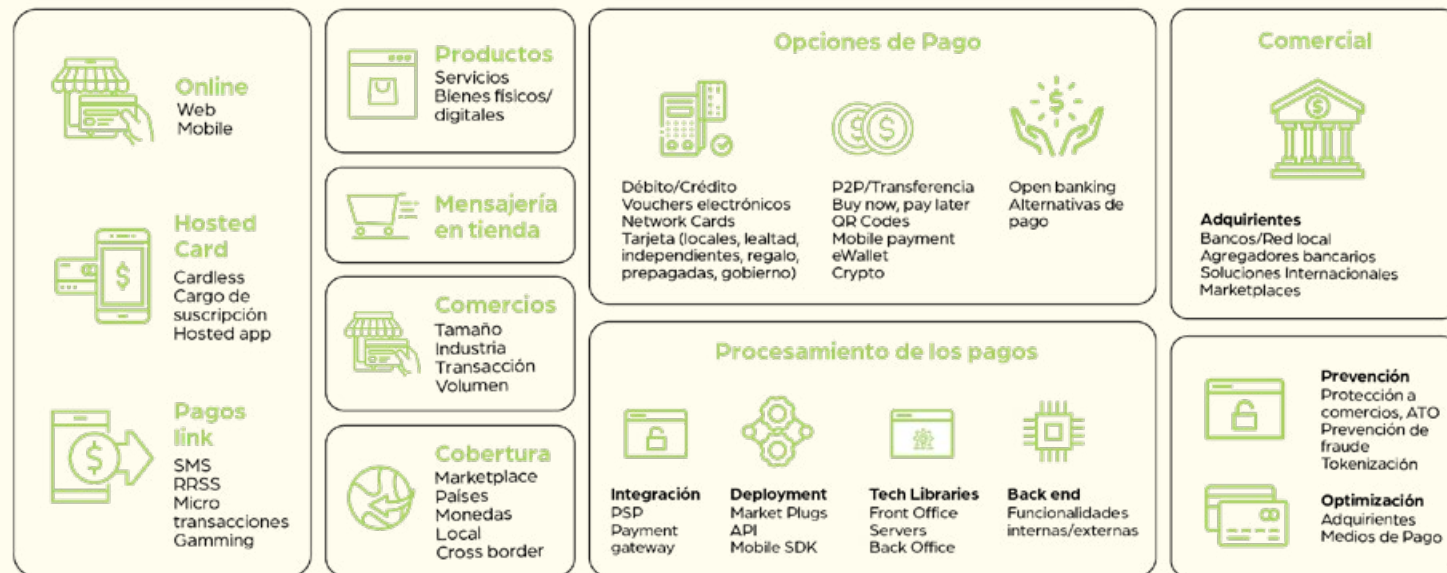 Online
Web
Mobile
Hosted
Card
Cardless
Cargo de
suscripción
Hosted app
Pagos
link
SMS
RRSS
Micro
transacciones
Gamming
Productos
Servicios
Bienes físicos/
digitales
Mensajería
en tienda
Comercios
Tamaño
Industria
Transacción
Volumen
Cobertura
Marketplace
Países
Monedas
Local
Cross border
Opciones de Pago
Débito/Crédito
Vouchers electrónicos
Network Cards
Tarjeta (locales, lealtad,
independientes, regalo,
prepagadas, gobierno)
P2P/Transferencia
Buy now, pay later
QR Codes
Mobile payment
eWallet
Crypto
Open banking
Alternativas de
pago
Procesamiento de los pagos
Integración
PSP
Payment
gateway
Deployment
Market Plugs
API
Mobile SDK
Tech Libraries
Front Office
Servers
Back Office
Back end
Funcionalidades
internas/externas
Comercial
Adquirientes
Bancos/Red local
Agregadores bancarios
Soluciones Internacionales
Marketplaces
Prevención
Protección a
comercios, ATO
Prevención de
fraude
Tokenización
Optimización
Adquirientes
Medios de Pago